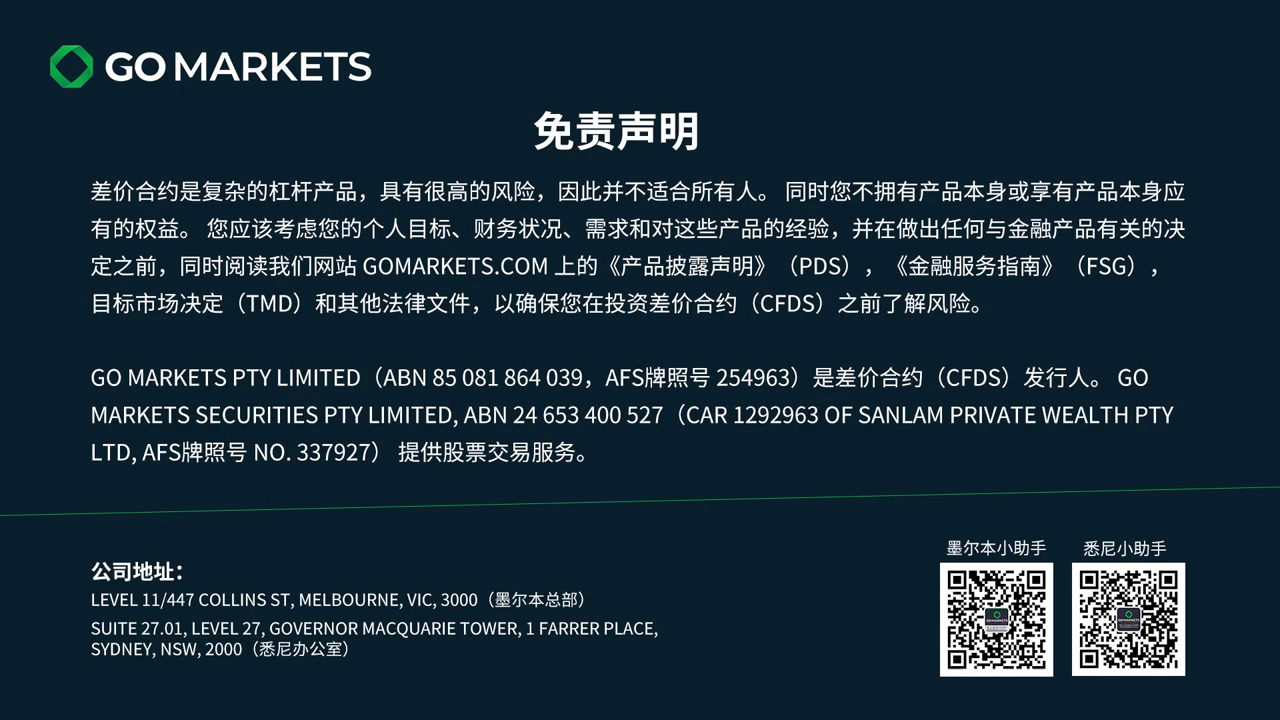 GO MARKETS
免责声明
差价合约是复杂的杠杆产品，具有很高的风险，因此并不适合所有人。 同时您不拥有产品本身或享有产品本身应
有的权益。 您应该考虑您的个人目标、财务状况、需求和对这些产品的经验，并在做出任何与金融产品有关的决
定之前，同时阅读我们网站 GOMARKETS.COM 上的《产品披露声明》（PDS），《金融服务指南》（FSG），
目标市场决定（TMD）和其他法律文件，以确保您在投资差价合约（CFDS）之前了解风险。
GO MARKETS PTY LIMITED（ABN 85 081 864 039，AFS牌照号 254963）是差价合约（CFDS）发行人。 GO
MARKETS SECURITIES PTY LIMITED, ABN 24 653 400 527（CAR 1292963 OF SANLAM PRIVATE WEALTH PTY
LTD, AFS牌照号 NO. 337927） 提供股票交易服务。
公司地址：
LEVEL 11/447 COLLINS ST, MELBOURNE, VIC, 3000（墨尔本总部）
SUITE 27.01, LEVEL 27, GOVERNOR MACQUARIE TOWER, 1 FARRER PLACE,
SYDNEY, NSW, 2000（悉尼办公室）
墨尔本小助手
悉尼小助手